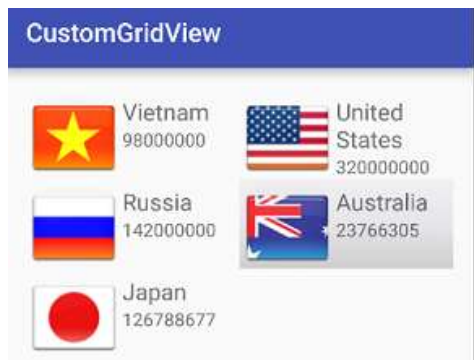 CustomGridView
Vietnam
98000000
United
States
320000000
Russia
142000000
Australia
23766305
Japan
126788677